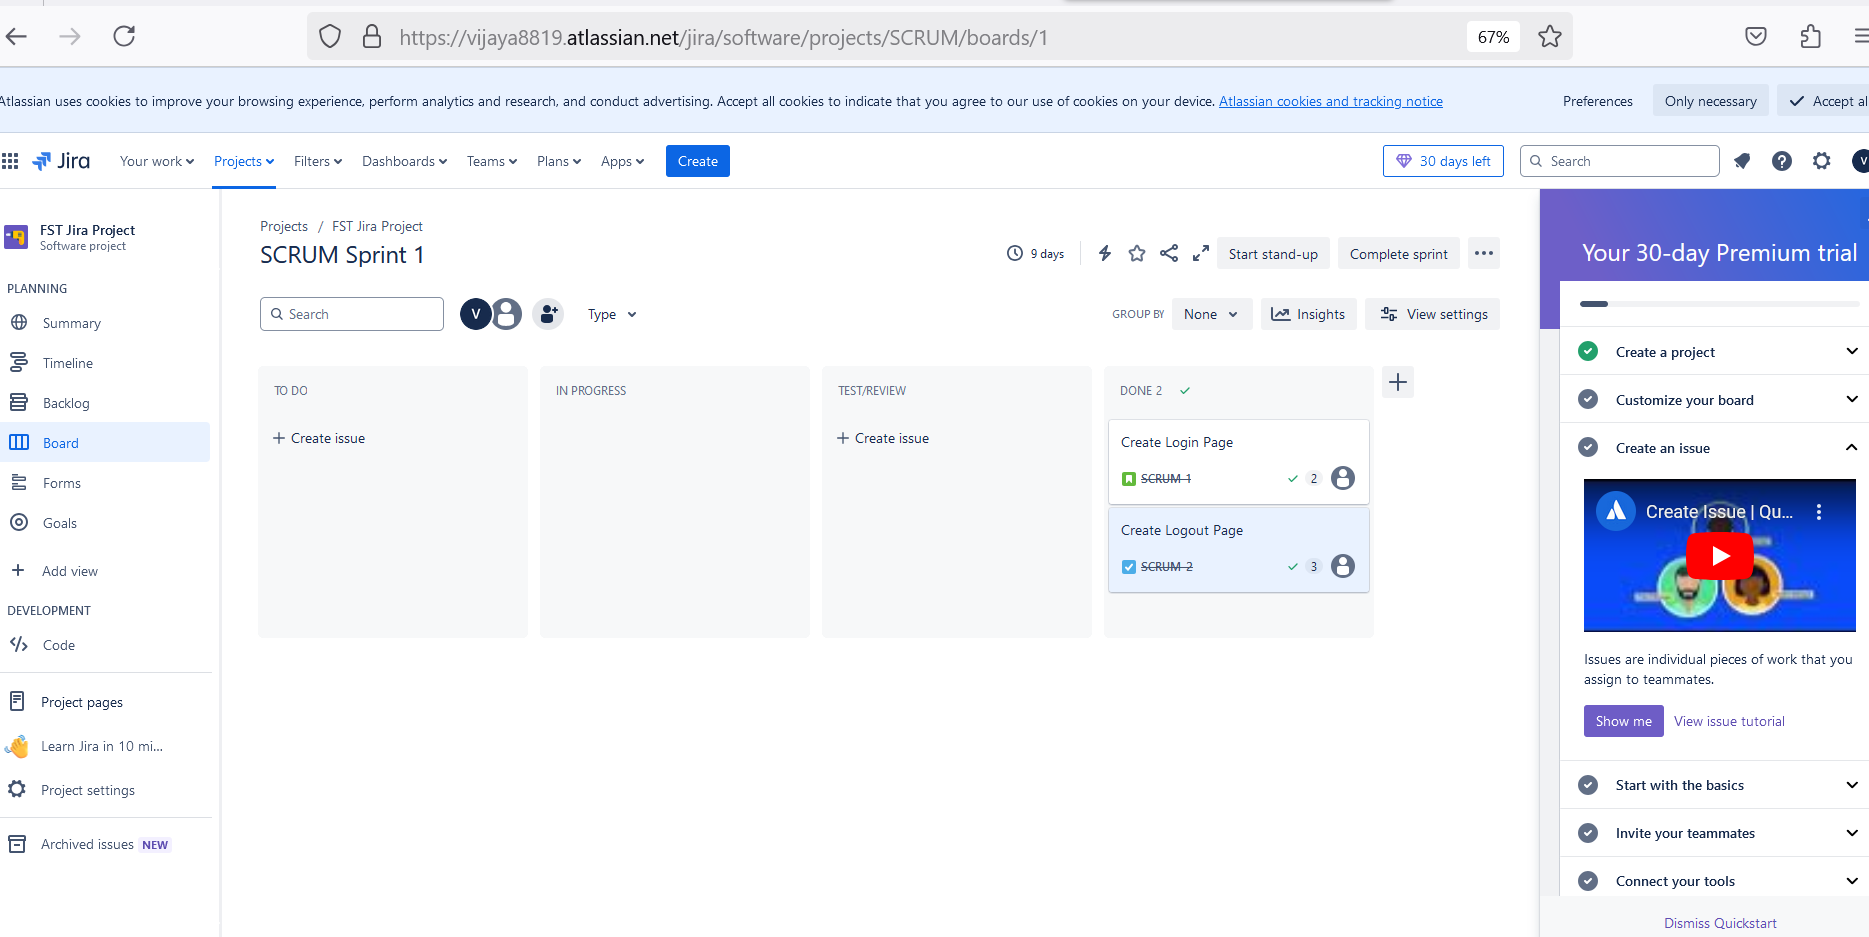 https://vijaya8819.atlassian.net/jira/software/projects/SCRUM/boards/1
67%
Atlassian uses cookies to improve your browsing experience, perform analytics and research, and conduct advertising. Accept all cookies to indicate that you agree to our use of cookies on your device. Atlassian cookies and tracking notice
Preferences
Only necessary
Accept al
Jira
Your work
Projects
Filters
Dashboards
Teams
Plans
Apps
Create
30 days left
Search
V
FST Jira Project
Software project
PLANNING
Summary
Timeline
Backlog
Board
Forms
Goals
Add view
DEVELOPMENT
Code
Project pages
Learn Jira in 10 mi...
Project settings
Archived issues NEW
Projects / FST Jira Project
SCRUM Sprint 1
9 days
Start stand-up
Complete sprint
Search
V
Type
GROUP BY
None
Insights
View settings
TO DO
Create issue
IN PROGRESS
TEST/REVIEW
Create issue
DONE 2
Create Login Page
SCRUM-1
2
Create Logout Page
SCRUM-2
3
Your 30-day Premium trial
Create a project
Customize your board
Create an issue
Create Issue | Qu...
Issues are individual pieces of work that you
assign to teammates.
Show me
View issue tutorial
Start with the basics
Invite your teammates
Connect your tools
Dismiss Quickstart